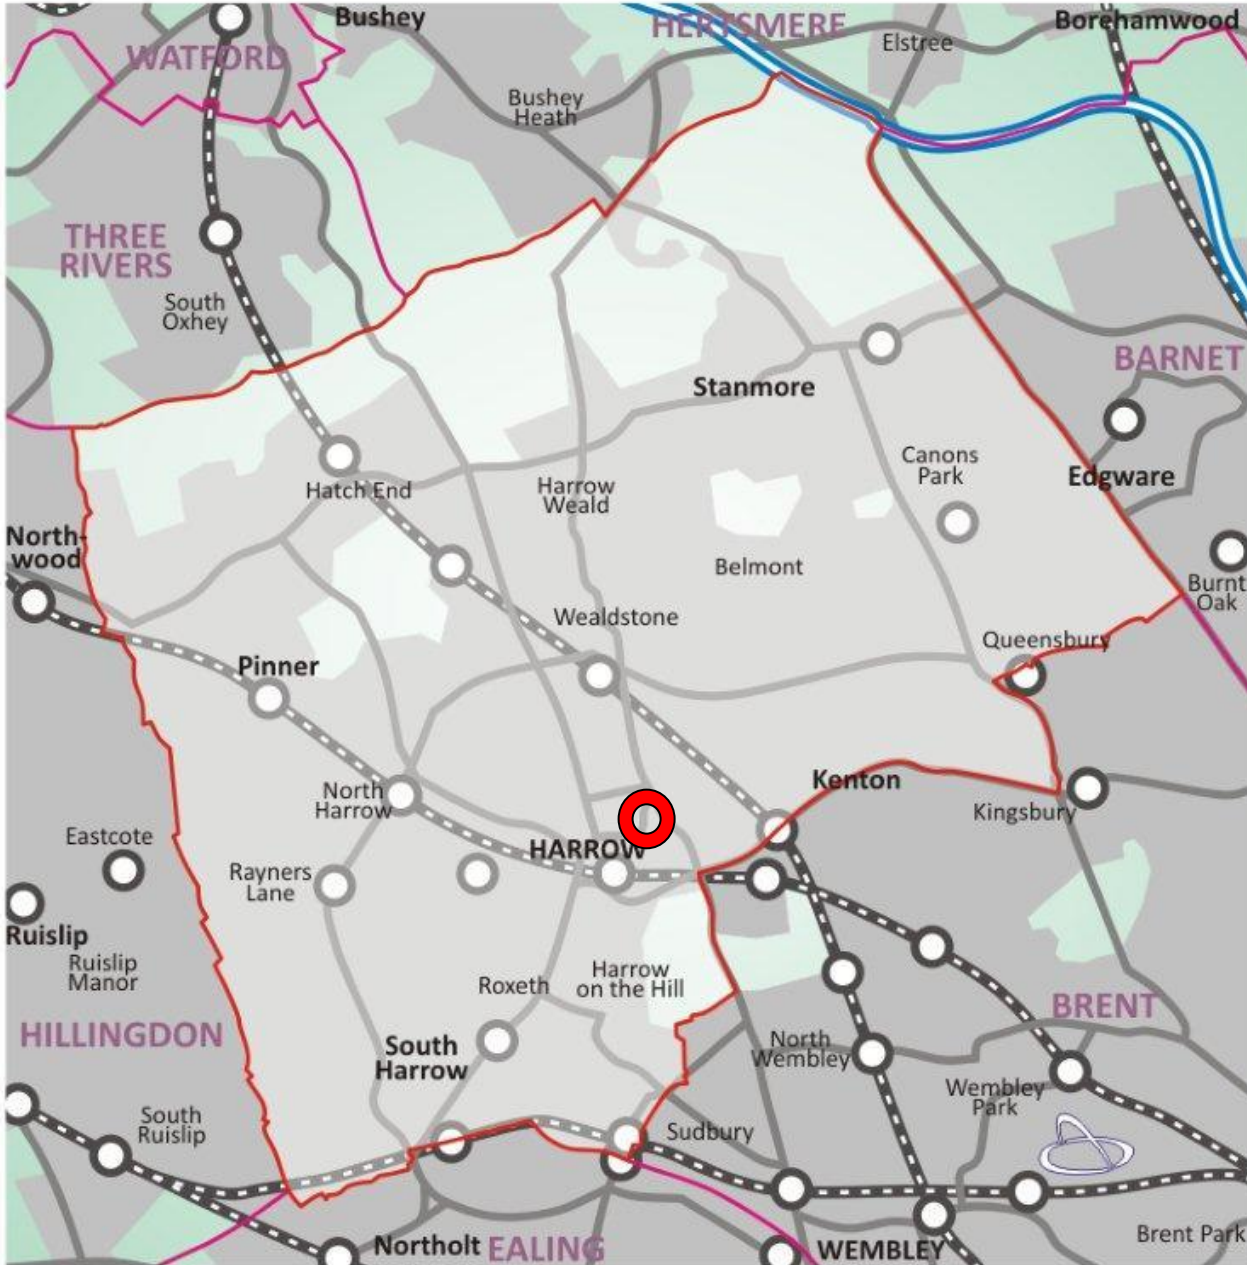 Bushey
HERTSMERE
Borehamwood
WATFORD
Elstree
Bushey
Heath
THREE
RIVERS
South
Oxhey
BARNET
Stanmore
Edgware
Canons
Park
Hatch End
Harrow
Weald
North-
wood
Belmont
Burnt
Oak
Wealdstone
Queensbury
Pinner
Kenton
North
Harrow
Kingsbury
Eastcote
HARROW
Rayners
Lane
Ruislip
Ruislip
Manor
Roxeth
Harrow
on the Hill
HILLINGDON
BRENT
South
Harrow
North
Wembley
Wembley
Park
South
Ruislip
Sudbury
Brent Park
Northolt
EALING
WEMBLEY